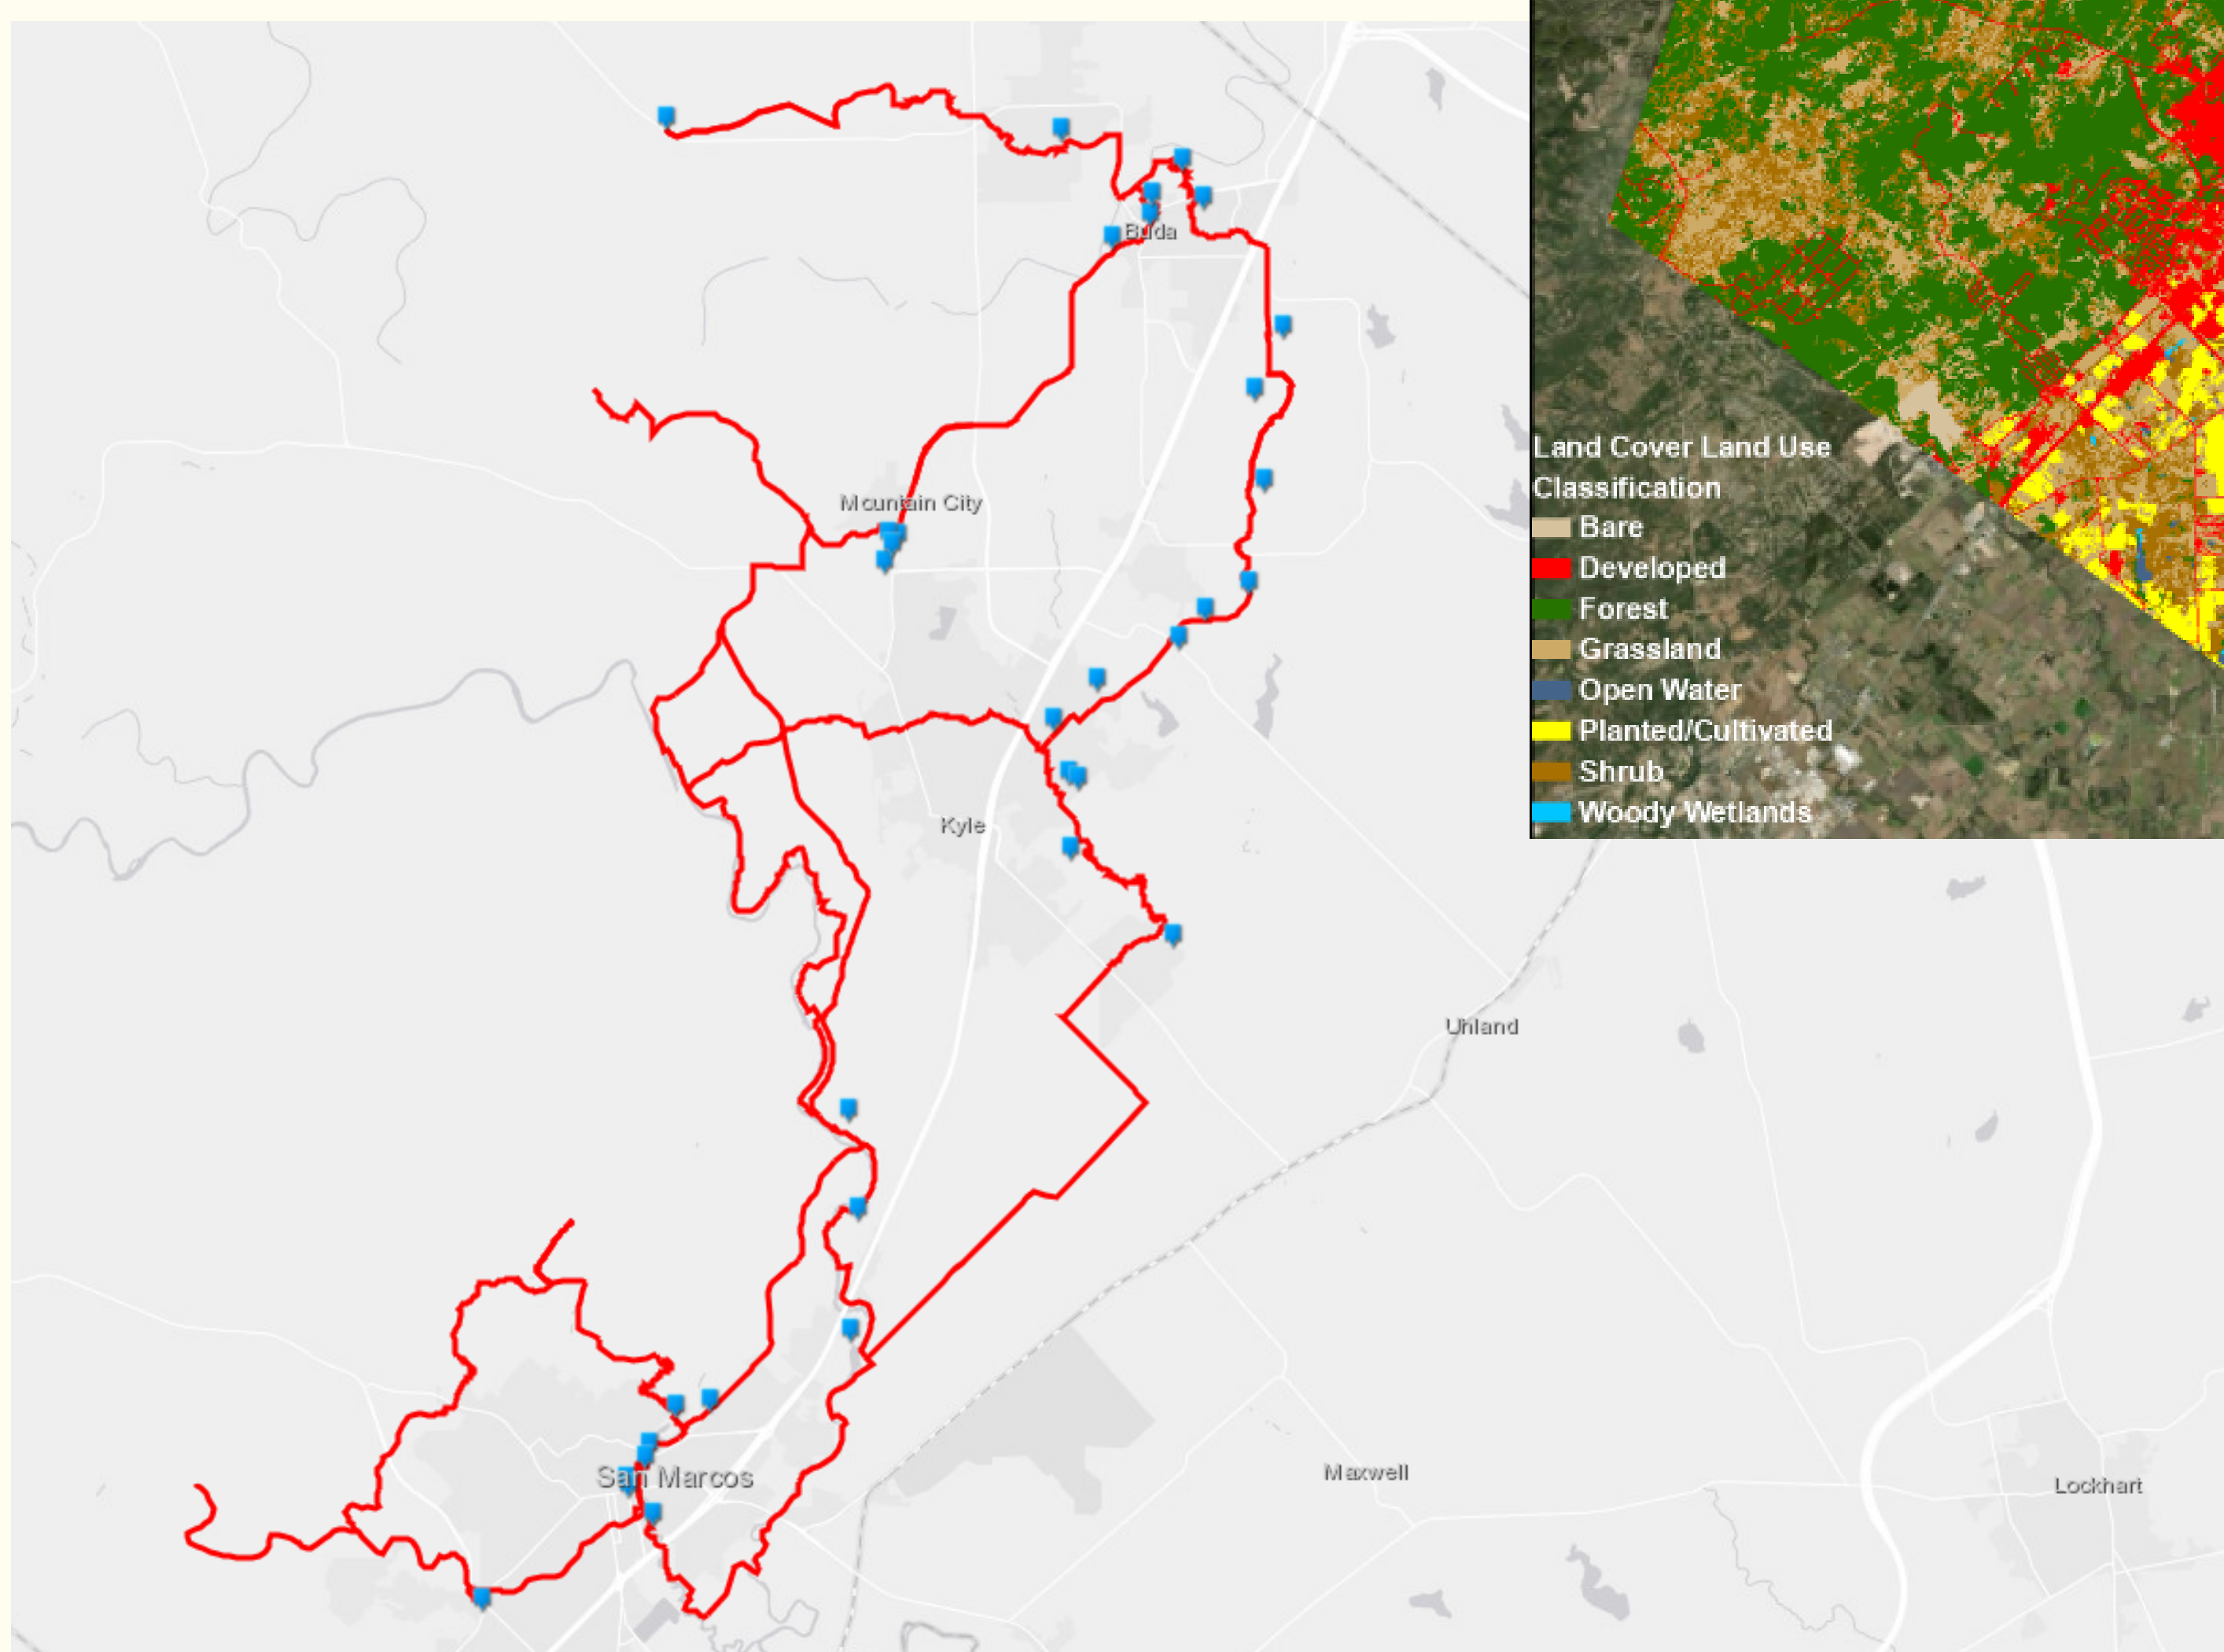 Buda
Mountain City
Kyle
Uhland
San Marcos
Maxwell
Lockhart
Land Cover Land Use
Classification
Bare
Developed
Forest
Grassland
Open Water
Planted/Cultivated
Shrub
Woody Wetlands